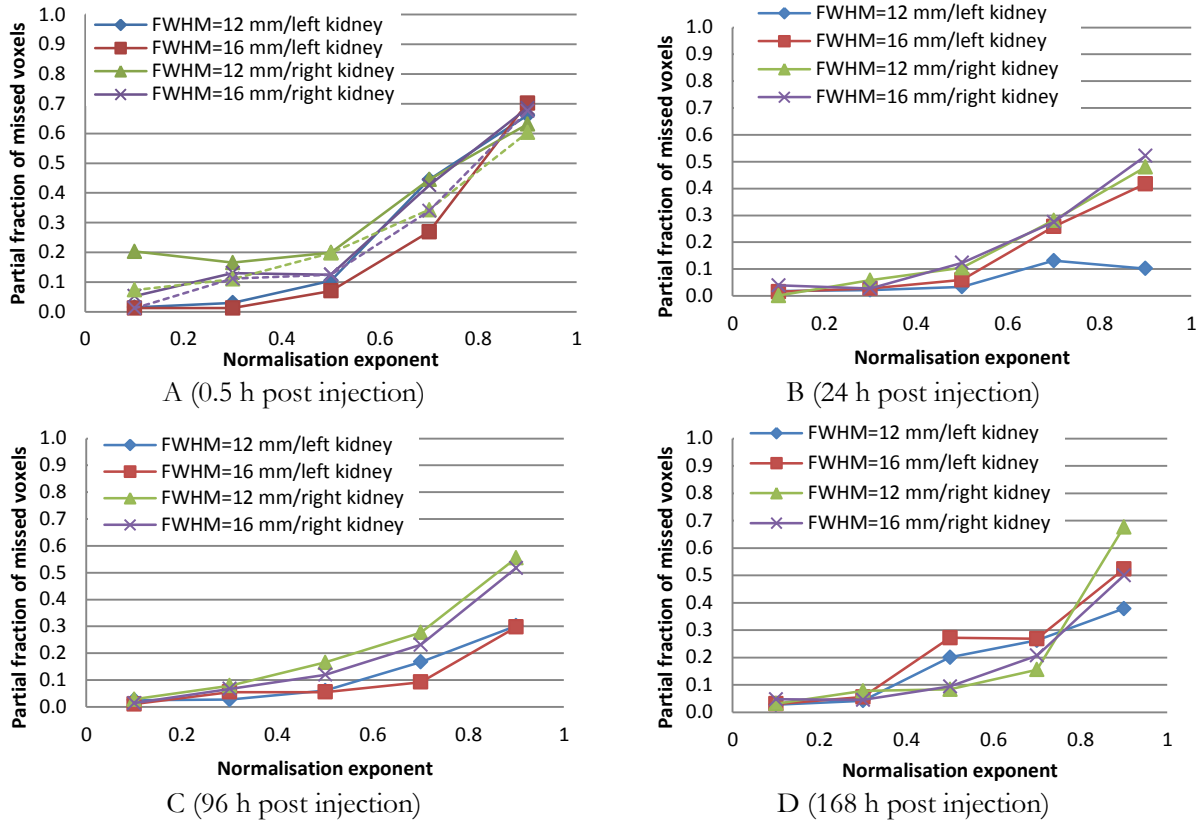 Partial fraction of missed voxels
1.0
0.9
0.8
0.7
0.6
0.5
0.4
0.3
0.2
0.1
0.0
FWHM=12 mm/left kidney
FWHM=16 mm/left kidney
FWHM=12 mm/right kidney
FWHM=16 mm/right kidney
0 0.2 0.4 0.6 0.8 1
Normalisation exponent
A (0.5 h post injection)
Partial fraction of missed voxels
1.0
0.9
0.8
0.7
0.6
0.5
0.4
0.3
0.2
0.1
0.0
FWHM=12 mm/left kidney
FWHM=16 mm/left kidney
FWHM=12 mm/right kidney
FWHM=16 mm/right kidney
0 0.2 0.4 0.6 0.8 1
Normalisation exponent
B (24 h post injection)
Partial fraction of missed voxels
1.0
0.9
0.8
0.7
0.6
0.5
0.4
0.3
0.2
0.1
0.0
FWHM=12 mm/left kidney
FWHM=16 mm/left kidney
FWHM=12 mm/right kidney
FWHM=16 mm/right kidney
0 0.2 0.4 0.6 0.8 1
Normalisation exponent
C (96 h post injection)
Partial fraction of missed voxels
1.0
0.9
0.8
0.7
0.6
0.5
0.4
0.3
0.2
0.1
0.0
FWHM=12 mm/left kidney
FWHM=16 mm/left kidney
FWHM=12 mm/right kidney
FWHM=16 mm/right kidney
0 0.2 0.4 0.6 0.8 1
Normalisation exponent
D (168 h post injection)